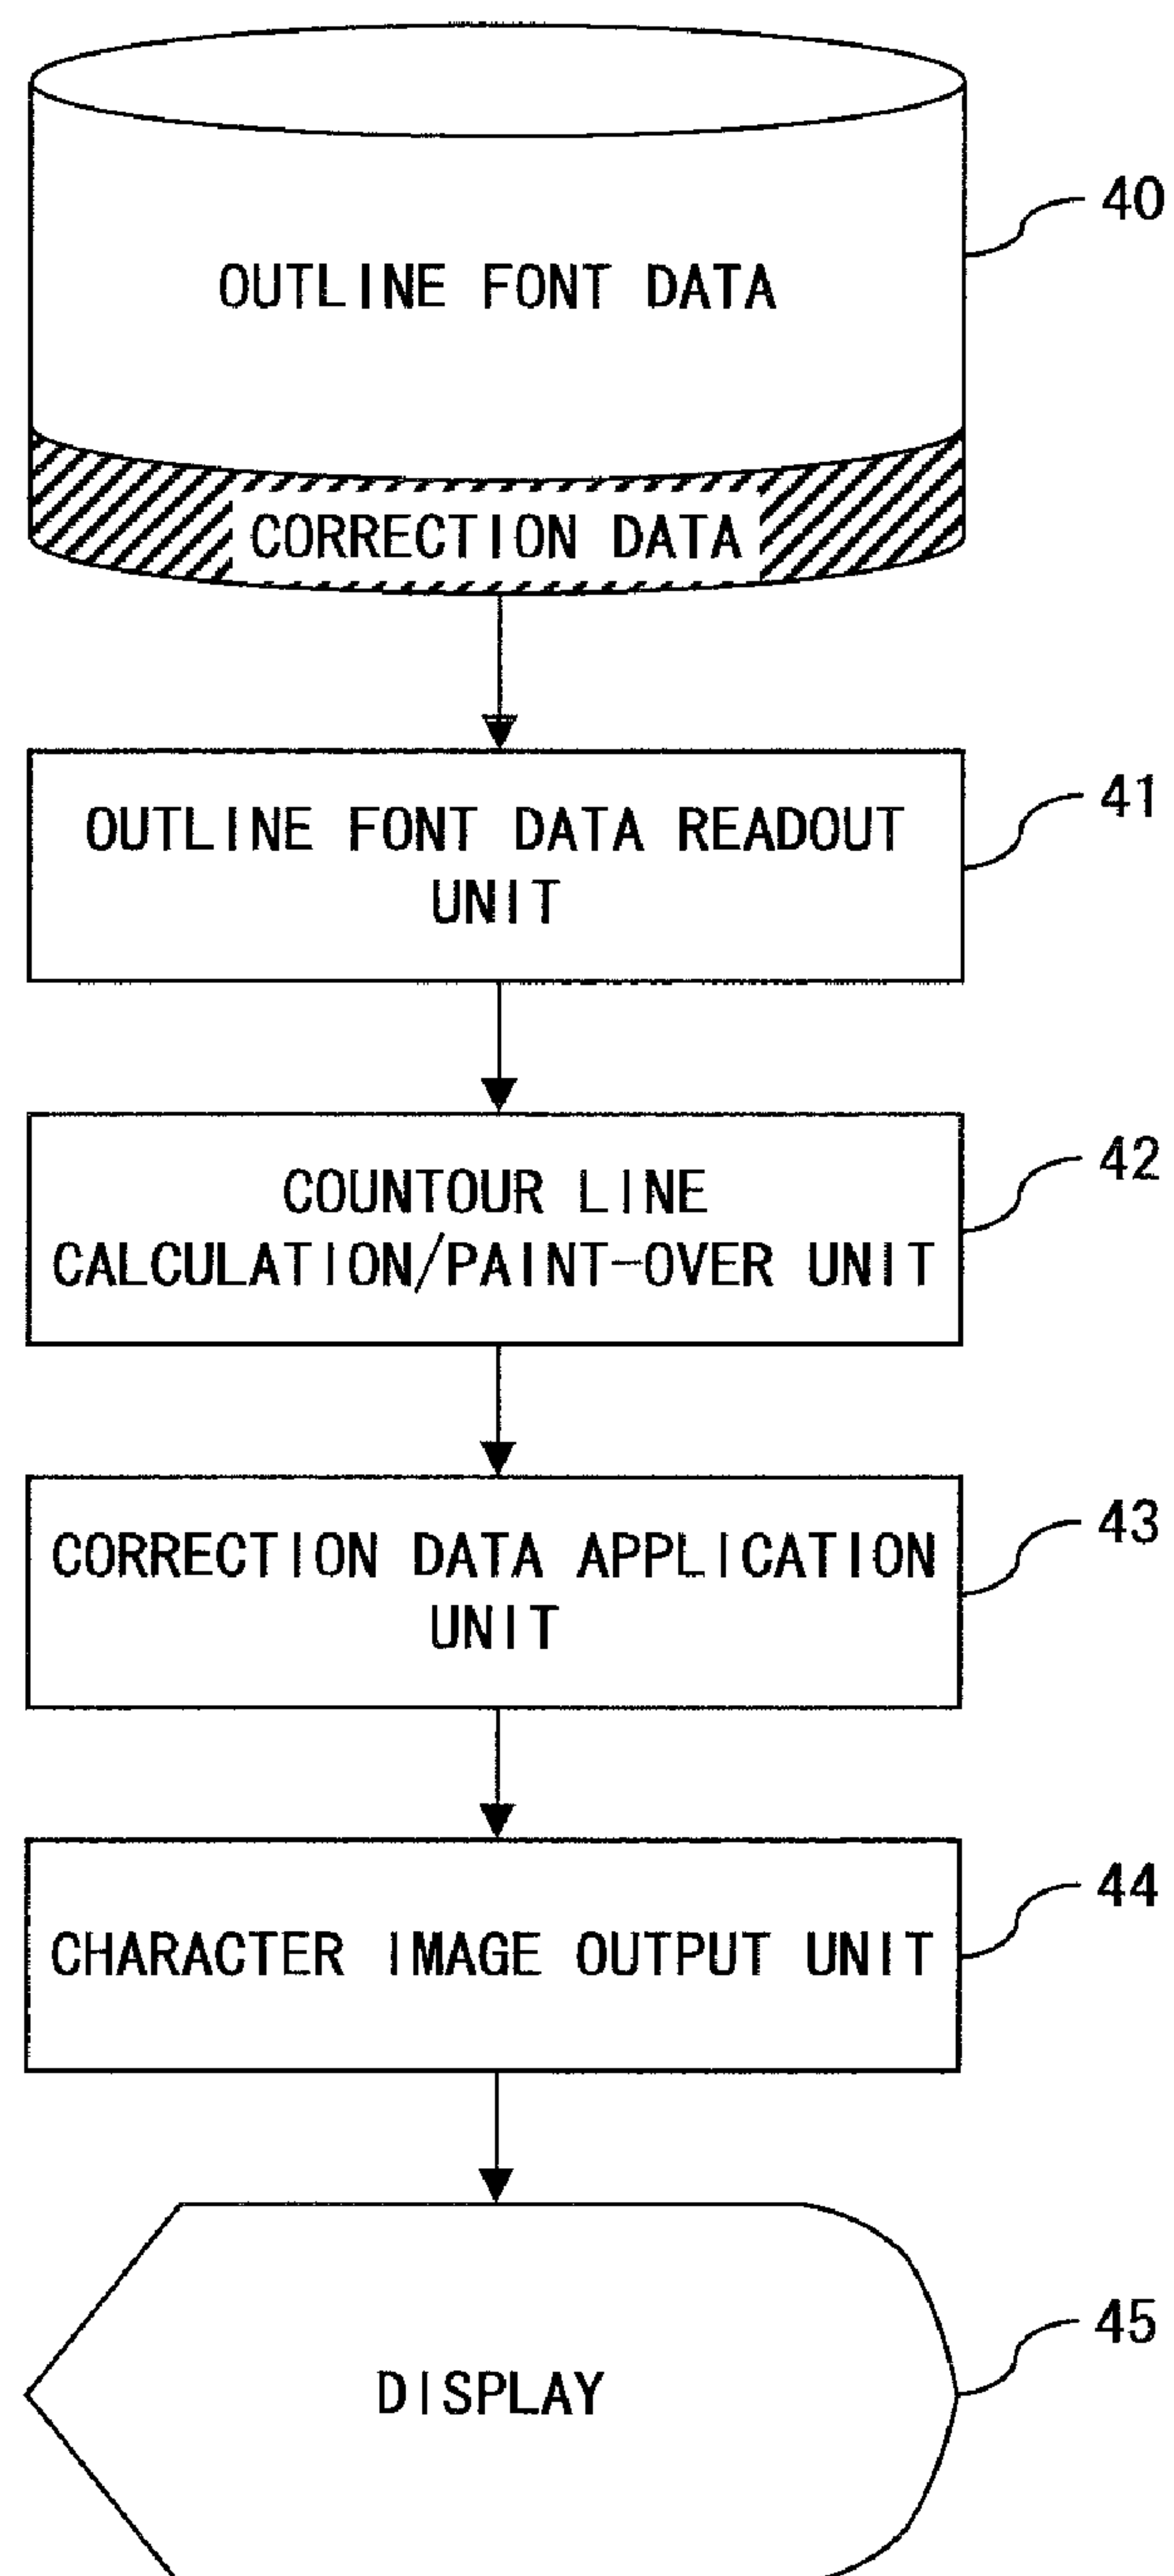 40
OUTLINE FONT DATA
CORRECTION DATA
41
OUTLINE FONT DATA READOUT
UNIT
42
COUNTOUR LINE
CALCULATION/PAINT-OVER UNIT
43
CORRECTION DATA APPLICATION
UNIT
44
CHARACTER IMAGE OUTPUT UNIT
45
DISPLAY